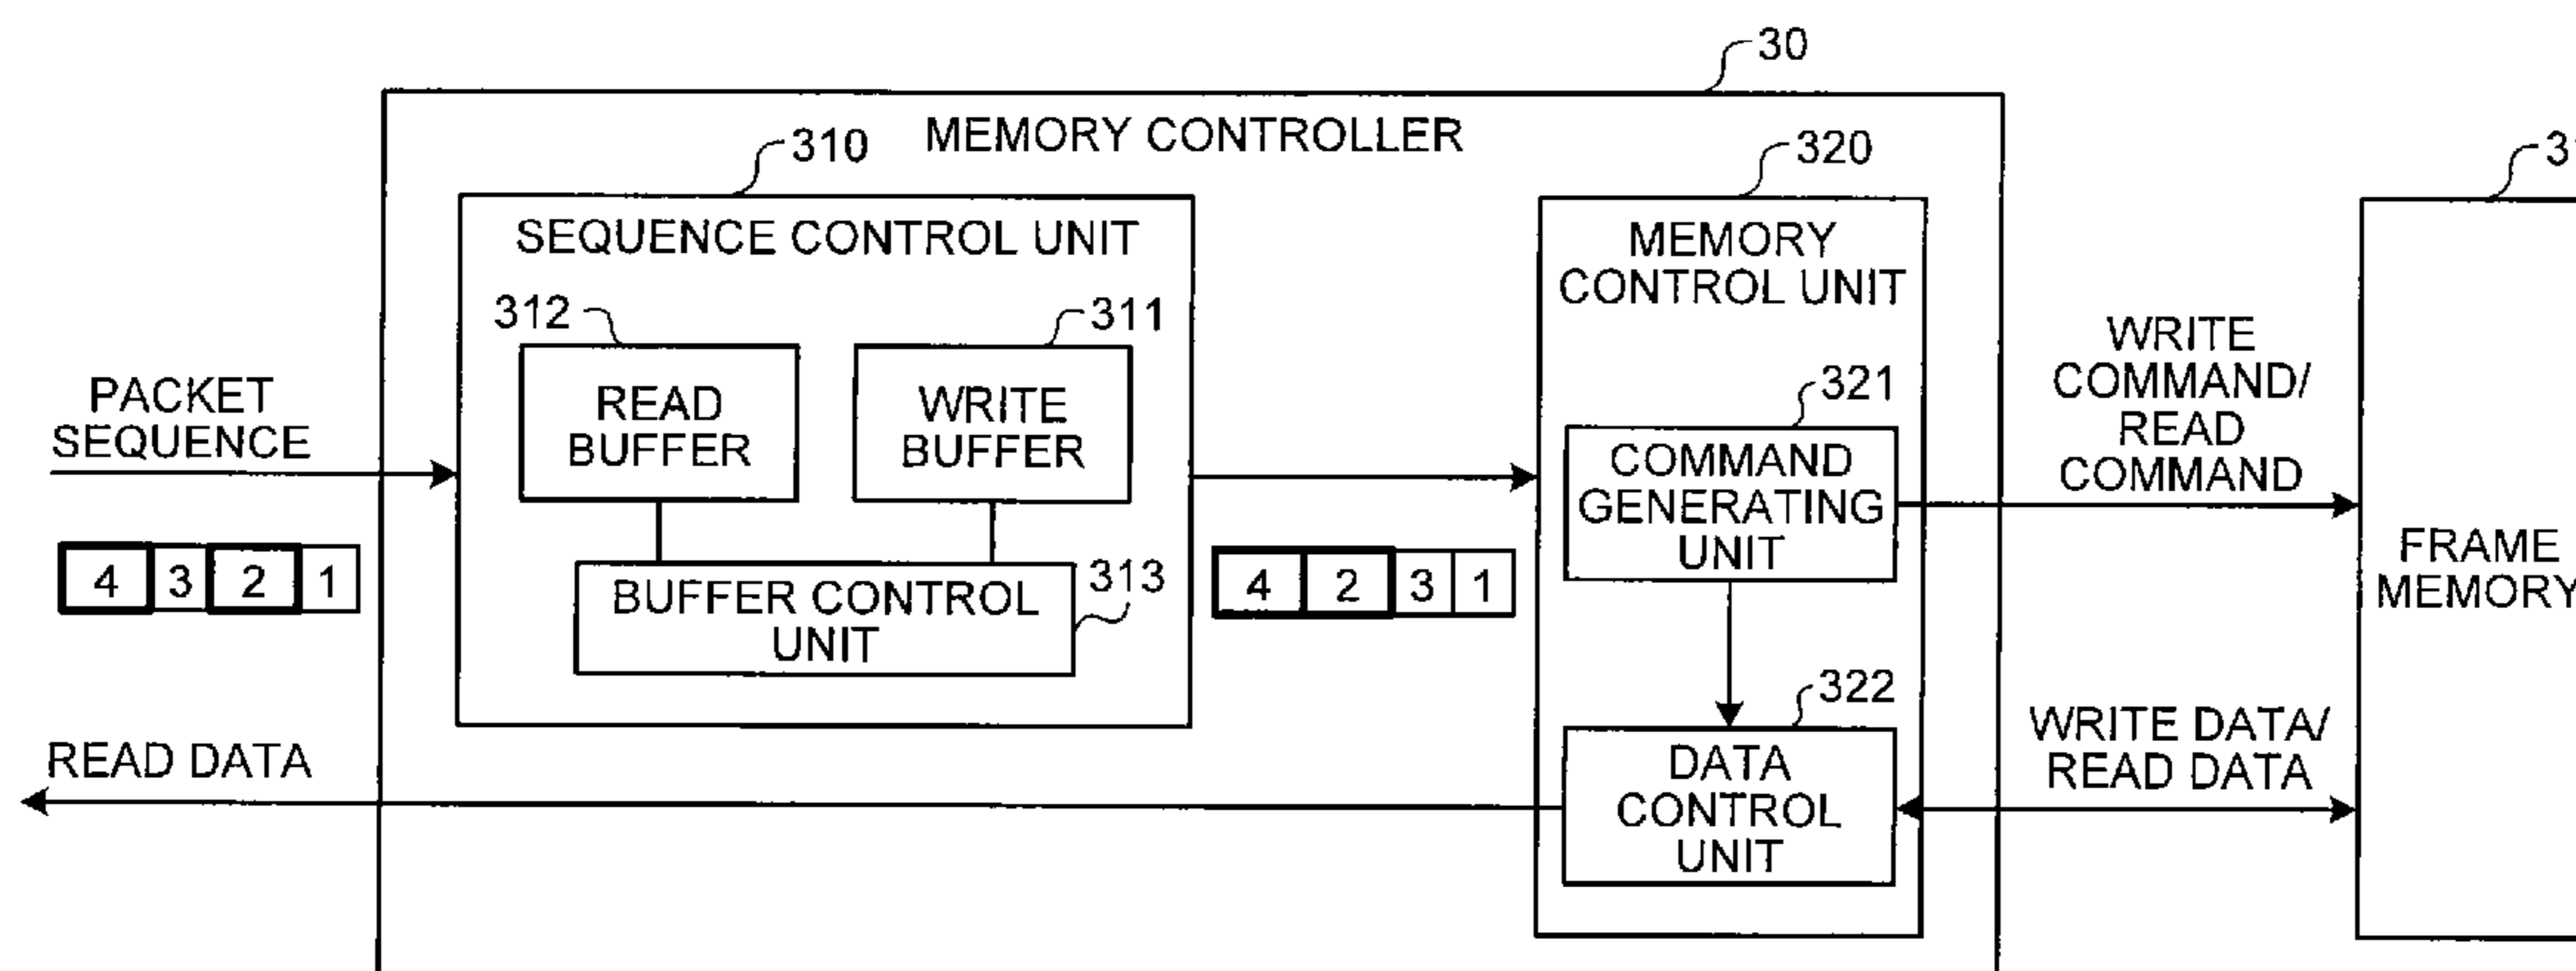 30
MEMORY CONTROLLER
310
320
31
SEQUENCE CONTROL UNIT
MEMORY
CONTROL UNIT
312
311
READ
BUFFER
WRITE
BUFFER
PACKET
SEQUENCE
321
COMMAND
GENERATING
UNIT
WRITE
COMMAND/
READ
COMMAND
4 3 2 1
BUFFER CONTROL
UNIT
313
4 2 3 1
FRAME
MEMORY
READ DATA
322
DATA
CONTROL
UNIT
WRITE DATA/
READ DATA